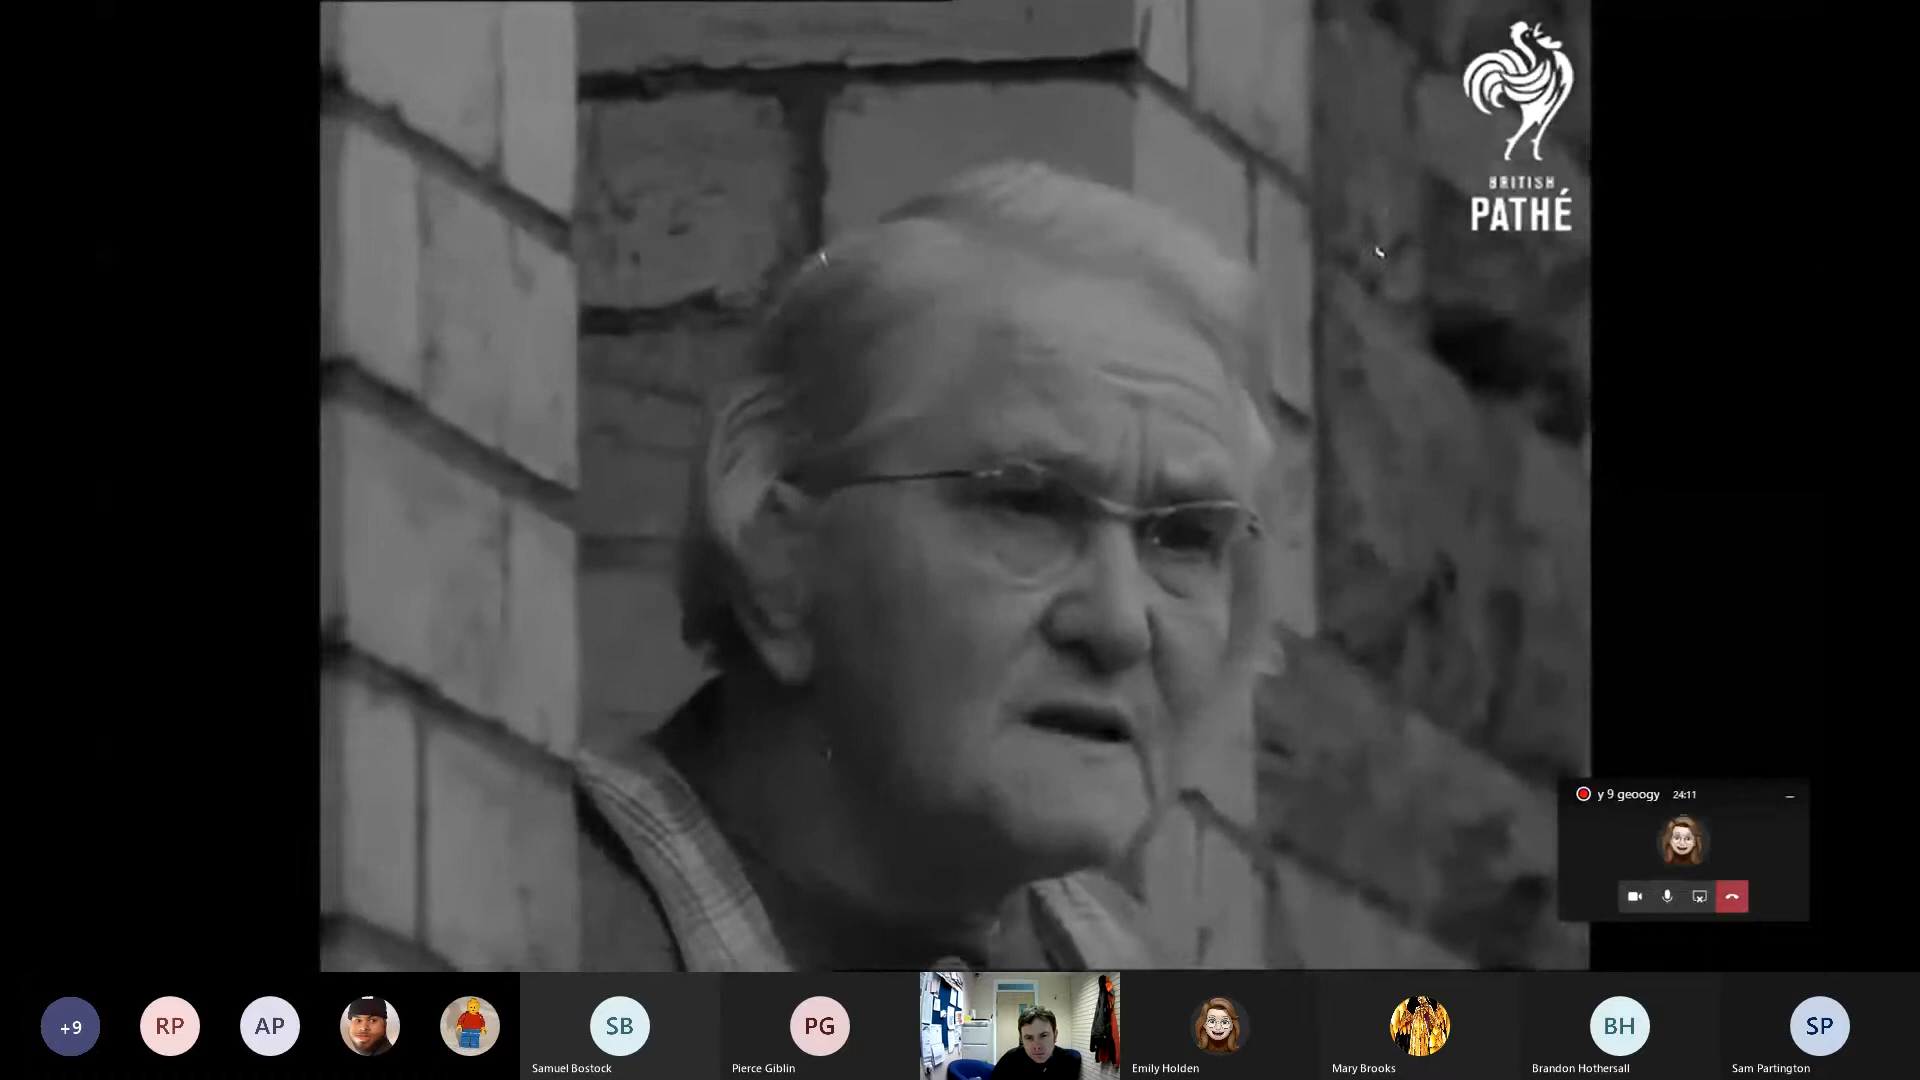 BRITISH
PATHÉ
y 9 geoogy 24:11
+9
RP
AP
SB
PG
BH
SP
Samuel Bostock
Pierce Giblin
Emily Holden
Mary Brooks
Brandon Hothersall
Sam Partington